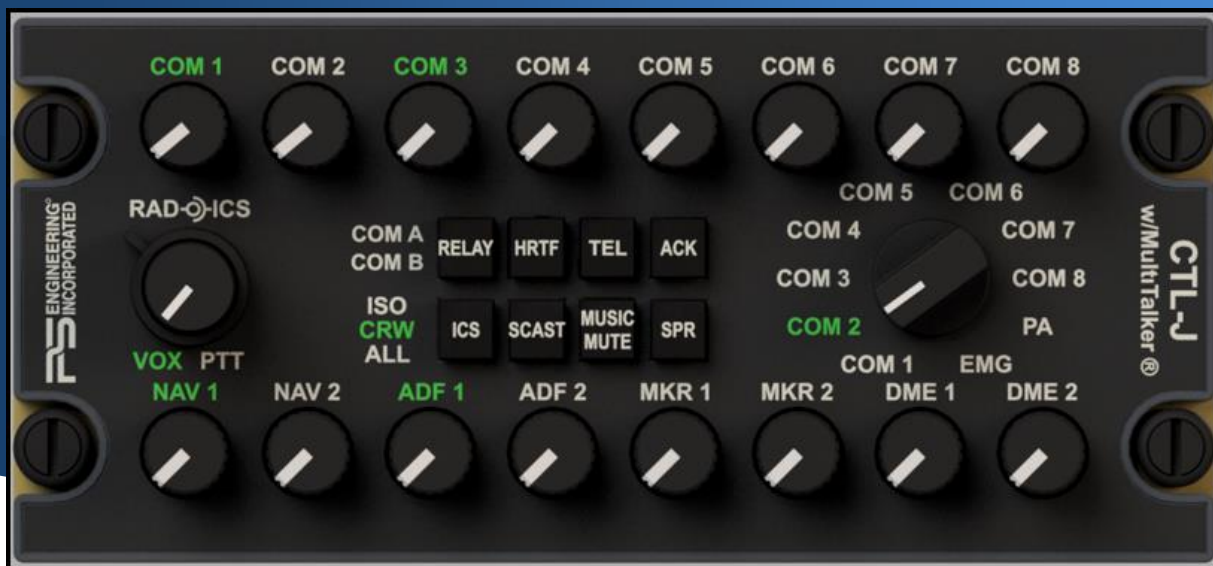 COM 1 COM 2 COM 3 COM 4 COM 5 COM 6 COM 7 COM 8
PS ENGINEERING®
INCORPORATED
RAD ICS
VOX PTT
COM A
COM B
RELAY HRTF TEL ACK
ISO
CRW
ALL
ICS SCAST MUSIC MUTE SPR
COM 5 COM 6
COM 4 COM 7
COM 3 COM 8
COM 2 PA
COM 1 EMG
CTL-J
w/MultiTalker ®
NAV 1 NAV 2 ADF 1 ADF 2 MKR 1 MKR 2 DME 1 DME 2